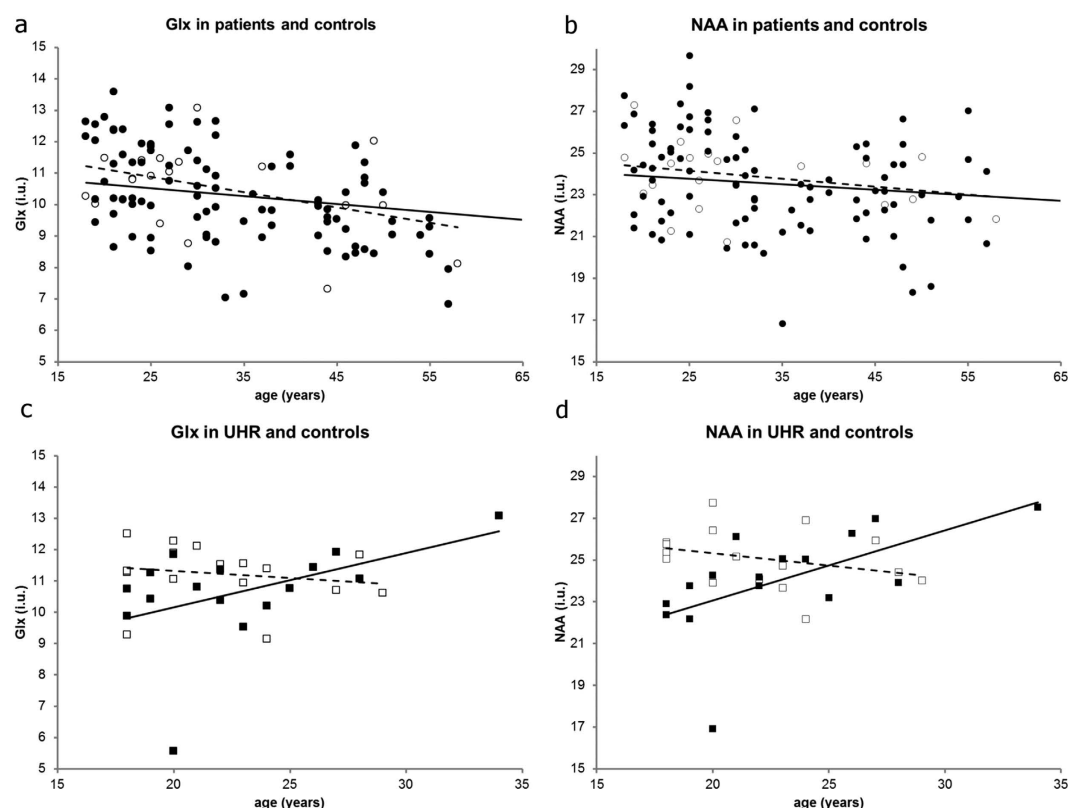 a
Glx in patients and controls
15
14
13
12
11
10
9
8
7
6
5
Glx (i.u.)
15 25 35 45 55 65
age (years)
b
NAA in patients and controls
29
27
25
23
21
19
17
15
NAA (i.u.)
15 25 35 45 55 65
age (years)
c
Glx in UHR and controls
15
14
13
12
11
10
9
8
7
6
5
Glx (i.u.)
15 20 25 30 35
age (years)
d
NAA in UHR and controls
29
27
25
23
21
19
17
15
NAA (i.u.)
15 20 25 30 35
age (years)